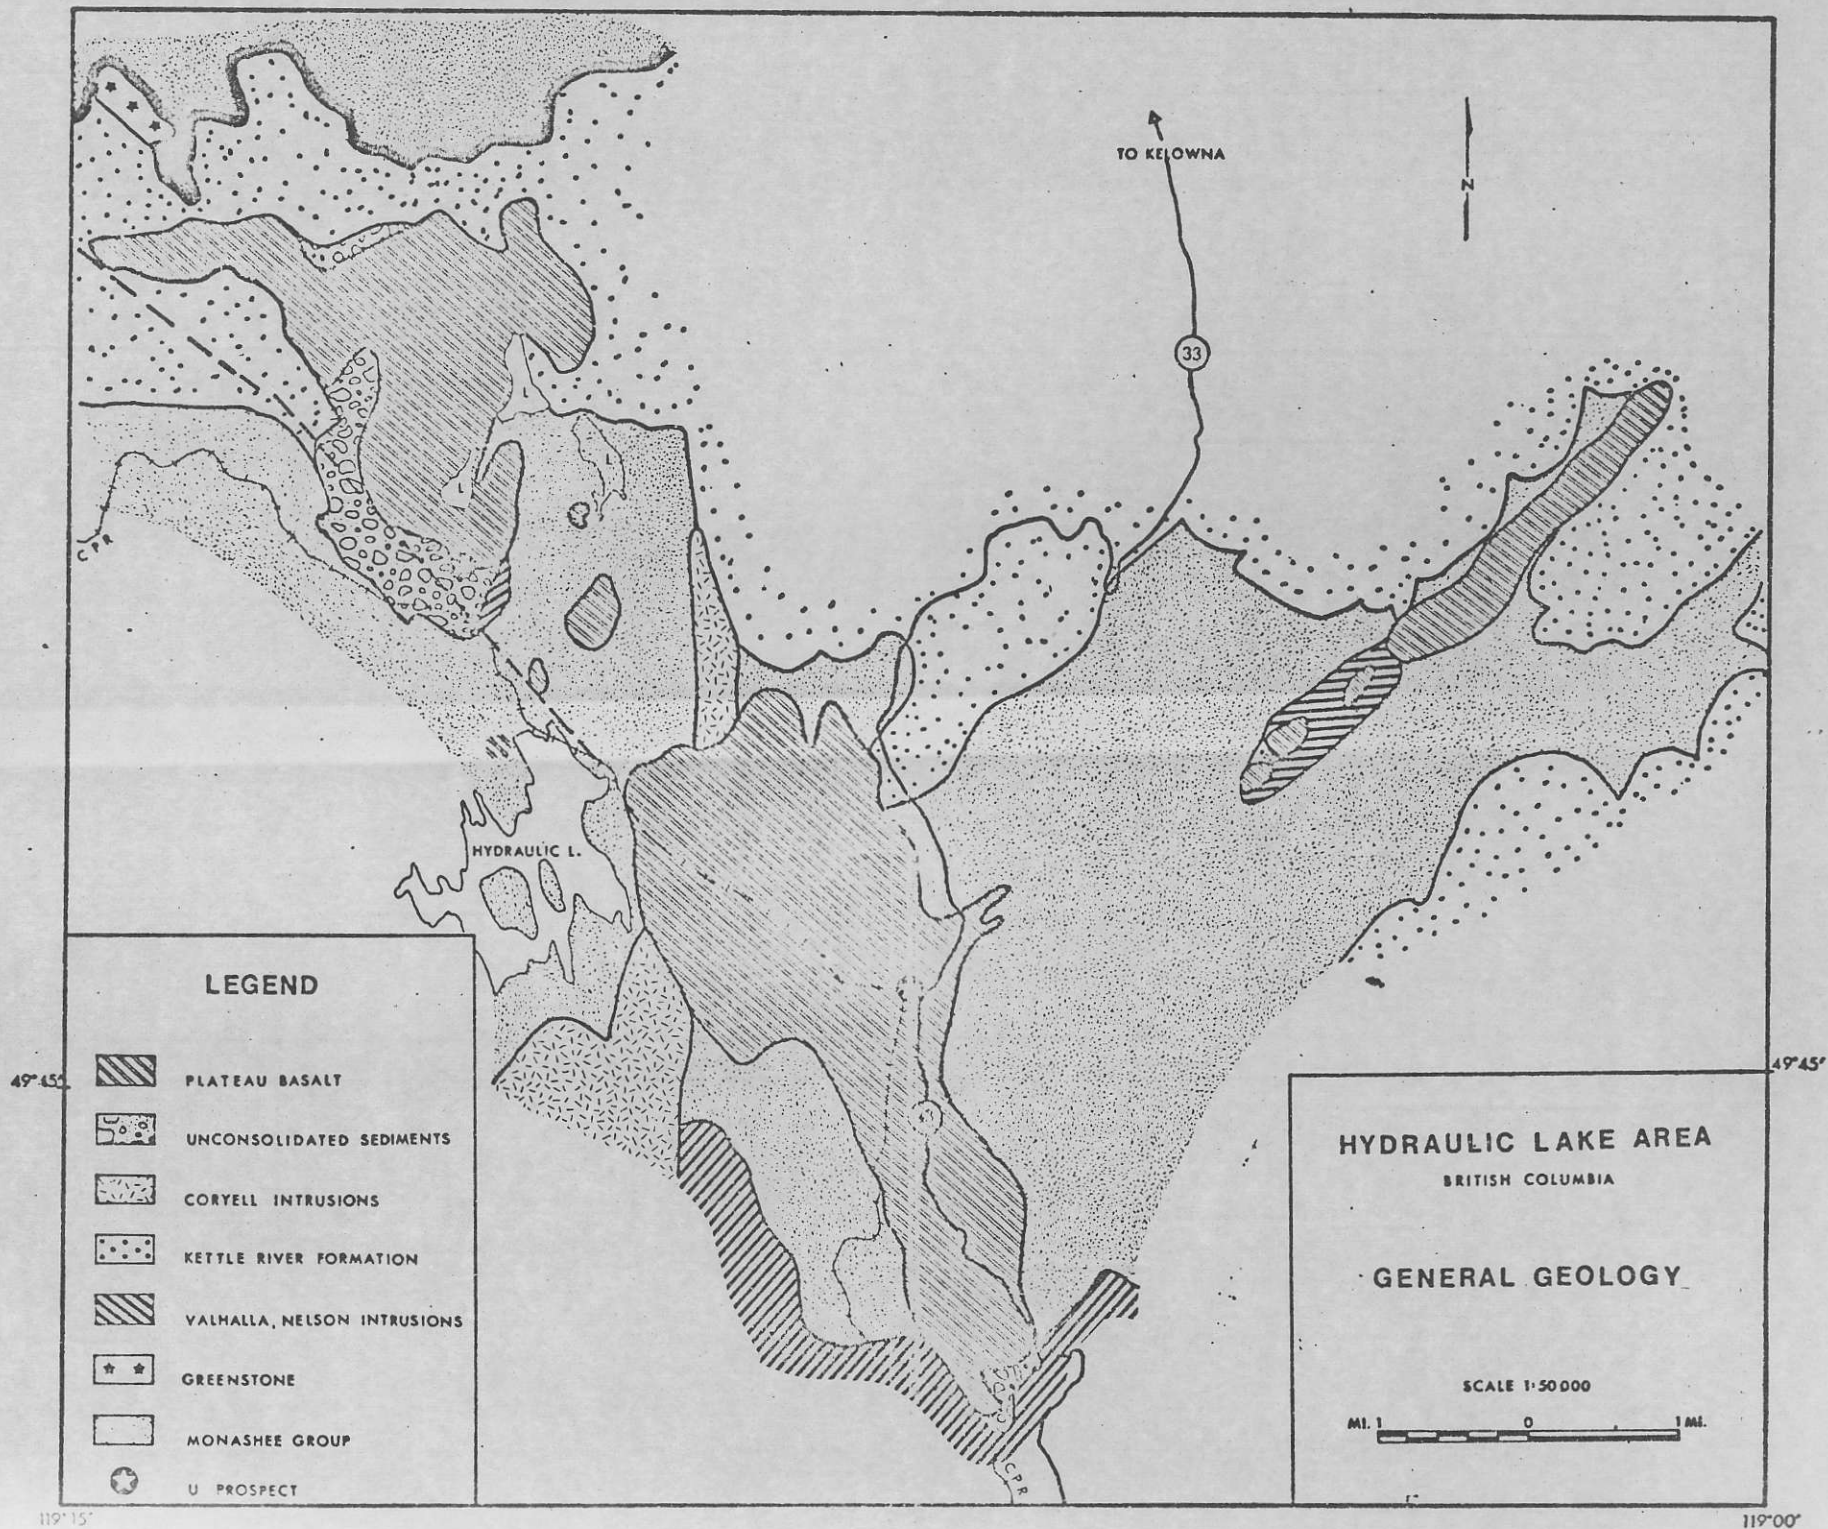 TO KELOWNA
N
33
CPR
L
L
L
HYDRAULIC L.
LEGEND
PLATEAU BASALT
UNCONSOLIDATED SEDIMENTS
CORYELL INTRUSIONS
KETTLE RIVER FORMATION
VALHALLA, NELSON INTRUSIONS
GREENSTONE
MONASHEE GROUP
U PROSPECT
49°45'
49°45'
HYDRAULIC LAKE AREA
BRITISH COLUMBIA
GENERAL GEOLOGY
SCALE 1:50000
MI. 1 0 1 MI.
CPR
119°15'
119°00'